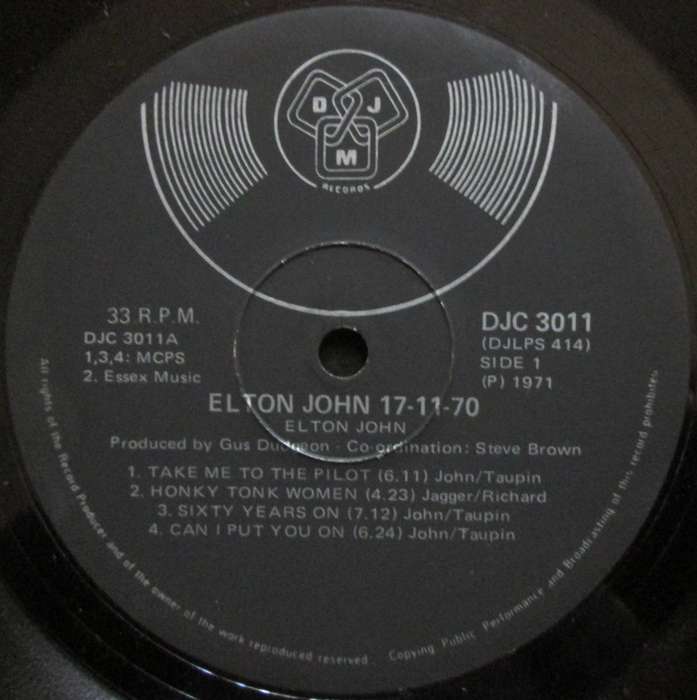 D J
M
RECORDS
33 R.P.M.
DJC 3011A
1,3,4: MCPS
2. Essex Music
DJC 3011
(DJLPS 414)
SIDE 1
(P) 1971
ELTON JOHN 17-11-70
ELTON JOHN
Produced by Gus Dudgeon · Co-ordination: Steve Brown
1. TAKE ME TO THE PILOT (6.11) John/Taupin
2. HONKY TONK WOMEN (4.23) Jagger/Richard
3. SIXTY YEARS ON (7.12) John/Taupin
4. CAN I PUT YOU ON (6.24) John/Taupin
All rights of the Record Producer and of the owner of the work reproduced reserved. Copying Public Performance and Broadcasting of this record prohibited.